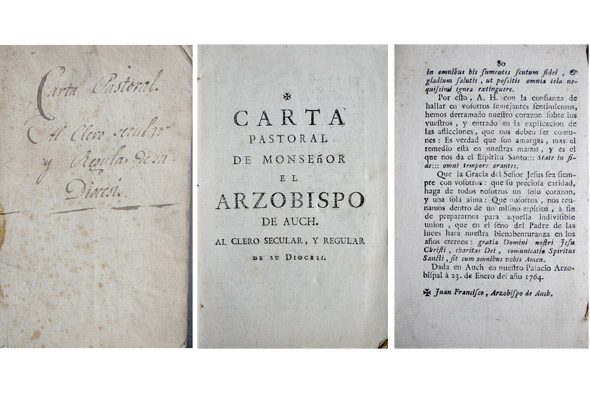 Carta Pastoral.
Al Clero secular
y Regular de su
Diocesi.
✠
CARTA
PASTORAL
DE MONSEñOR
EL
ARZOBISPO
DE AUCH.
AL CLERO SECULAR, Y REGULAR
DE SU DIOCESI.
80
in omnibus his sumentes scutum fidei, &
gladium salutis, ut possitis omnia tela ne-
quissimi ignea extinguere.
Por esto, A. H. con la confianza de
hallar en vosotros semejantes sentimientos,
hemos derramado nuestro corazon sobre los
vuestros, y entrado en la explicacion de
las aflicciones, que nos deben ser comu-
nes: Es verdad que son amargas, mas el
remedio està en nuestras manos, y es el
que nos da el Espiritu Santo::: State in fi-
de::: omni tempore orantes.
Que la Gracia del Señor Jesus sea siem-
pre con vosotros: que su preciosa caridad,
haga de todos nosotros un solo corazon,
y una sola alma: Que nosotros, nos reu-
namos dentro de un mismo espiritu, à fin
de prepararnos para aquella indivisible
union, que en el seno del Padre de las
luces hara nuestra bienabenturanza en los
años eternos: gratia Domini nostri Jesu
Christi, charitas Dei, comunicatio Spiritus
Sancti, sit cum omnibus vobis Amen.
Dada en Auch en nuestro Palacio Arzo-
bispal à 23. de Enero del año 1764.
✠ Juan Francisco, Arzobispo de Auch.